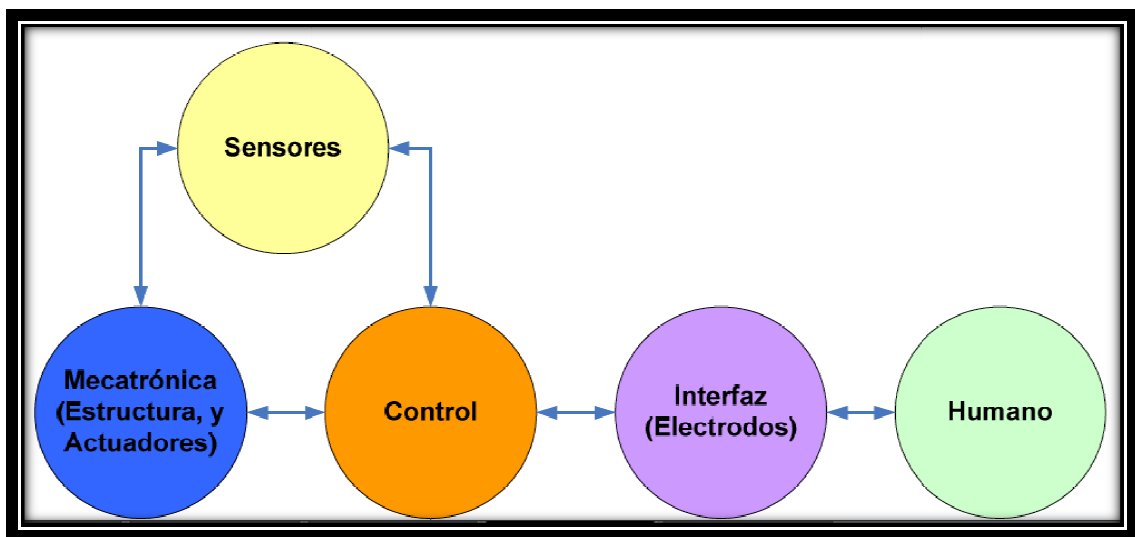 Sensores
Mecatrónica
(Estructura, y
Actuadores)
Control
Interfaz
(Electrodos)
Humano